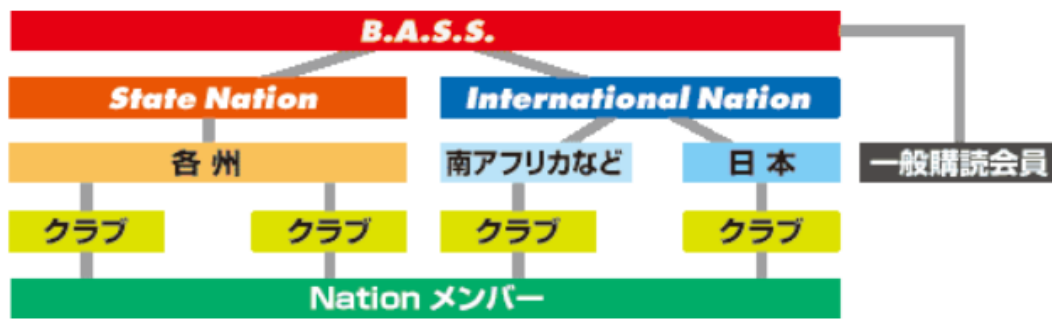 B.A.S.S.
State Nation
International Nation
各州
南アフリカなど
日本
一般購読会員
クラブ
クラブ
クラブ
クラブ
Nation メンバー